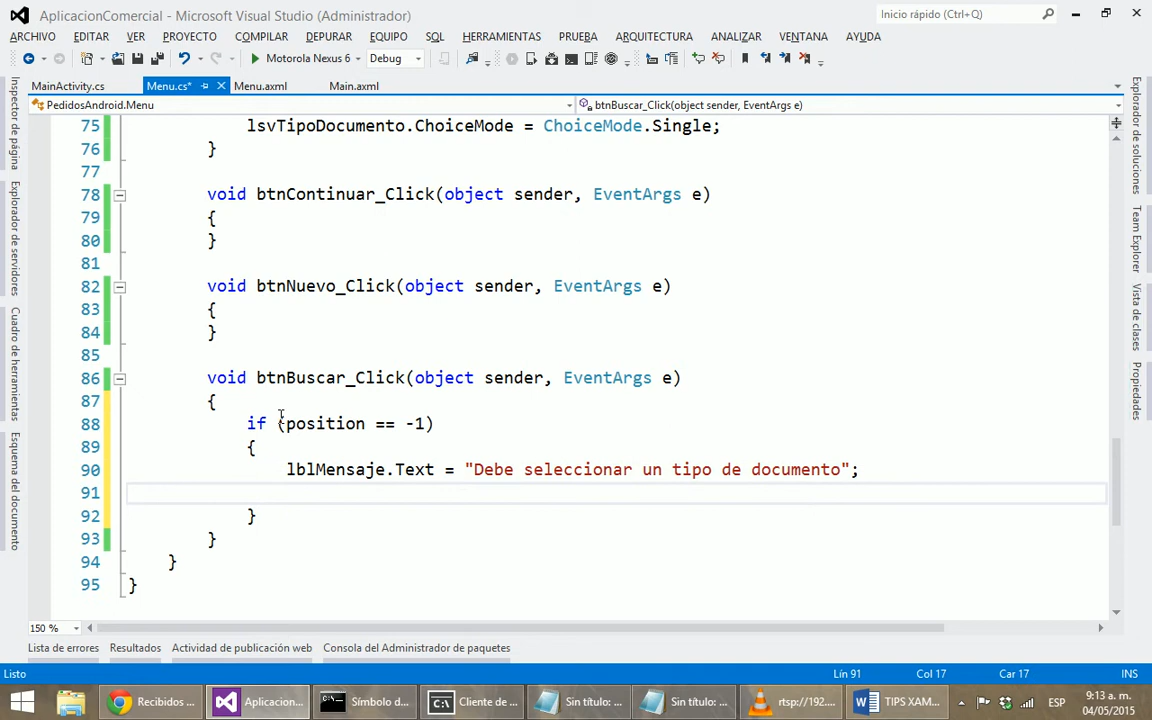 AplicacionComercial - Microsoft Visual Studio (Administrador)
Inicio rápido (Ctrl+Q)
ARCHIVO EDITAR VER PROYECTO COMPILAR DEPURAR EQUIPO SQL HERRAMIENTAS PRUEBA ARQUITECTURA ANALIZAR VENTANA AYUDA
Motorola Nexus 6 Debug
MainActivity.cs Menu.cs* Menu.axml Main.axml
PedidosAndroid.Menu btnBuscar_Click(object sender, EventArgs e)
75 lsvTipoDocumento.ChoiceMode = ChoiceMode.Single;
76 }
77
78 void btnContinuar_Click(object sender, EventArgs e)
79 {
80 }
81
82 void btnNuevo_Click(object sender, EventArgs e)
83 {
84 }
85
86 void btnBuscar_Click(object sender, EventArgs e)
87 {
88 if (position == -1)
89 {
90 lblMensaje.Text = "Debe seleccionar un tipo de documento";
91
92 }
93 }
94 }
95 }
Inspector de página
Explorador de servidores
Cuadro de herramientas
Esquema del documento
Explorador de soluciones
Team Explorer
Vista de clases
Propiedades
150 %
Lista de errores Resultados Actividad de publicación web Consola del Administrador de paquetes
Listo Lín 91 Col 17 Car 17 INS
Recibidos ... Aplicacion... Símbolo d... Cliente de ... Sin título: ... Sin título: ... rtsp://192.... TIPS XAM... ESP 9:13 a. m.
04/05/2015